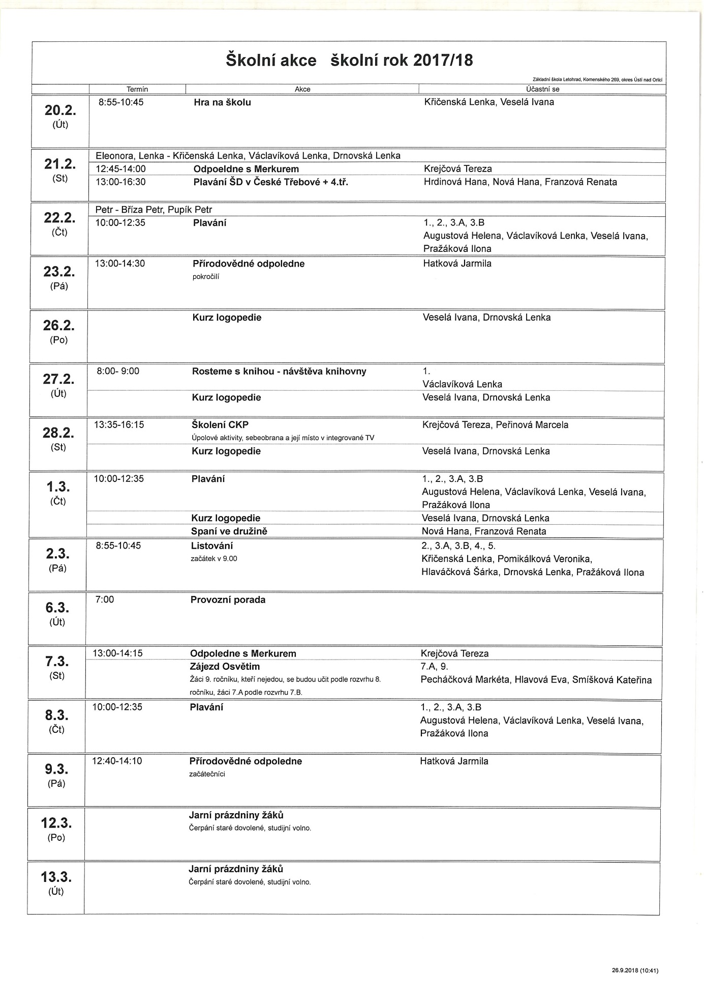 Školní akce školní rok 2017/18
Základní škola Letohrad, Komenského 269, okres Ústí nad Orlicí
Termín Akce Účastní se
20.2. 8:55-10:45 Hra na školu Křičenská Lenka, Veselá Ivana
(Út)
Eleonora, Lenka - Křičenská Lenka, Václavíková Lenka, Drnovská Lenka
21.2. 12:45-14:00 Odpoeldne s Merkurem Krejčová Tereza
(St) 13:00-16:30 Plavání ŠD v České Třebové + 4.tř. Hrdinová Hana, Nová Hana, Franzová Renata
Petr - Bříza Petr, Pupík Petr
22.2. 10:00-12:35 Plavání 1., 2., 3.A, 3.B
(Čt) Augustová Helena, Václavíková Lenka, Veselá Ivana,
Pražáková Ilona
23.2. 13:00-14:30 Přírodovědné odpoledne Hatková Jarmila
(Pá) pokročilí
26.2. Kurz logopedie Veselá Ivana, Drnovská Lenka
(Po)
27.2. 8:00- 9:00 Rosteme s knihou - návštěva knihovny 1.
(Út) Václavíková Lenka
Kurz logopedie Veselá Ivana, Drnovská Lenka
28.2. 13:35-16:15 Školení CKP Krejčová Tereza, Peřinová Marcela
(St) Úpolové aktivity, sebeobrana a její místo v integrované TV
Kurz logopedie Veselá Ivana, Drnovská Lenka
1.3. 10:00-12:35 Plavání 1., 2., 3.A, 3.B
(Čt) Augustová Helena, Václavíková Lenka, Veselá Ivana,
Pražáková Ilona
Kurz logopedie Veselá Ivana, Drnovská Lenka
Spaní ve družině Nová Hana, Franzová Renata
2.3. 8:55-10:45 Listování 2., 3.A, 3.B, 4., 5.
(Pá) začátek v 9.00 Křičenská Lenka, Pomikálková Veronika,
Hlaváčková Šárka, Drnovská Lenka, Pražáková Ilona
6.3. 7:00 Provozní porada
(Út)
7.3. 13:00-14:15 Odpoledne s Merkurem Krejčová Tereza
(St) Zájezd Osvětim 7.A, 9.
Žáci 9. ročníku, kteří nejedou, se budou učit podle rozvrhu 8. Pecháčková Markéta, Hlavová Eva, Smíšková Kateřina
ročníku, žáci 7.A podle rozvrhu 7.B.
8.3. 10:00-12:35 Plavání 1., 2., 3.A, 3.B
(Čt) Augustová Helena, Václavíková Lenka, Veselá Ivana,
Pražáková Ilona
9.3. 12:40-14:10 Přírodovědné odpoledne Hatková Jarmila
(Pá) začátečníci
12.3. Jarní prázdniny žáků
(Po) Čerpání staré dovolené, studijní volno.
13.3. Jarní prázdniny žáků
(Út) Čerpání staré dovolené, studijní volno.
26.9.2018 (10:41)